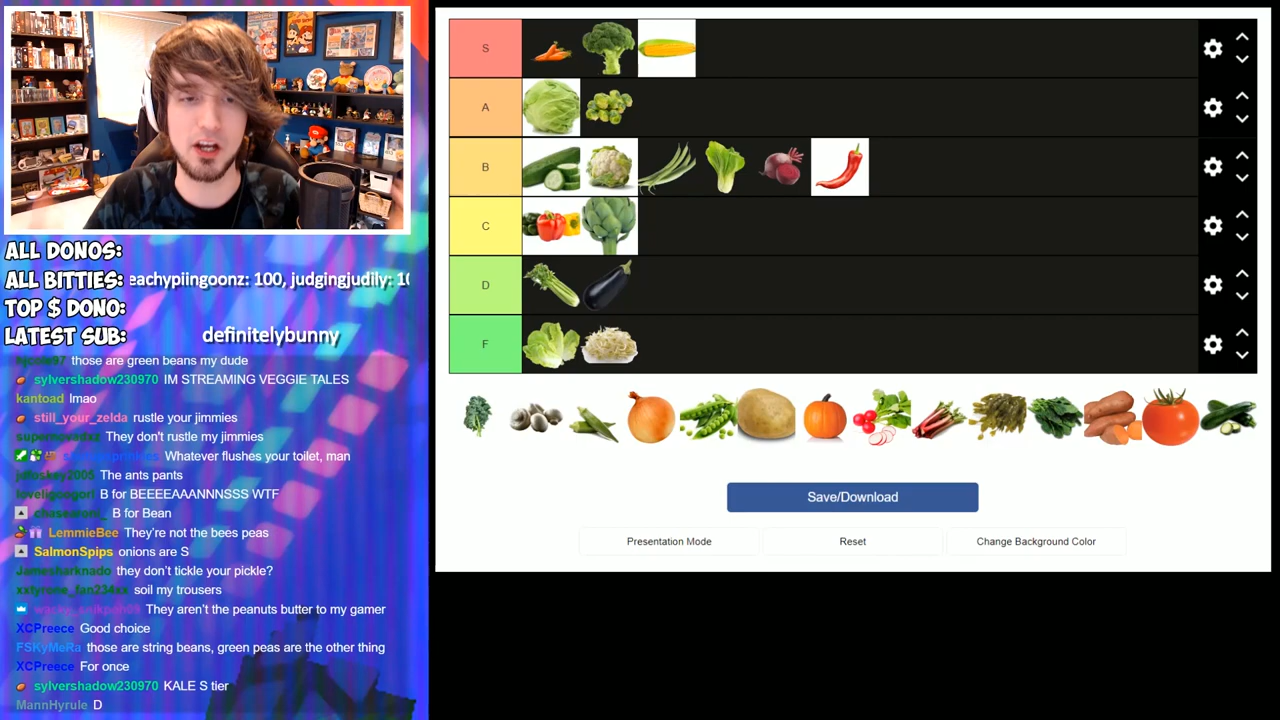 ALL DONOS:
ALL BITTIES: eachypiingoonz: 100, judgingjudily: 10
TOP $ DONO:
LATEST SUB: definitelybunny
those are green beans my dude
sylvershadow230970 IM STREAMING VEGGIE TALES
kantoad lmao
still_your_zelda rustle your jimmies
They don't rustle my jimmies
Whatever flushes your toilet, man
The ants pants
B for BEEEEAAANNNSSS WTF
B for Bean
LemmieBee They're not the bees peas
SalmonSpips onions are S
Jamesharknado they don't tickle your pickle?
soil my trousers
They aren't the peanuts butter to my gamer
XCPreece Good choice
FSKyMeRa those are string beans, green peas are the other thing
XCPreece For once
sylvershadow230970 KALE S tier
MannHyrule D
S
A
B
C
D
F
Save/Download
Presentation Mode
Reset
Change Background Color